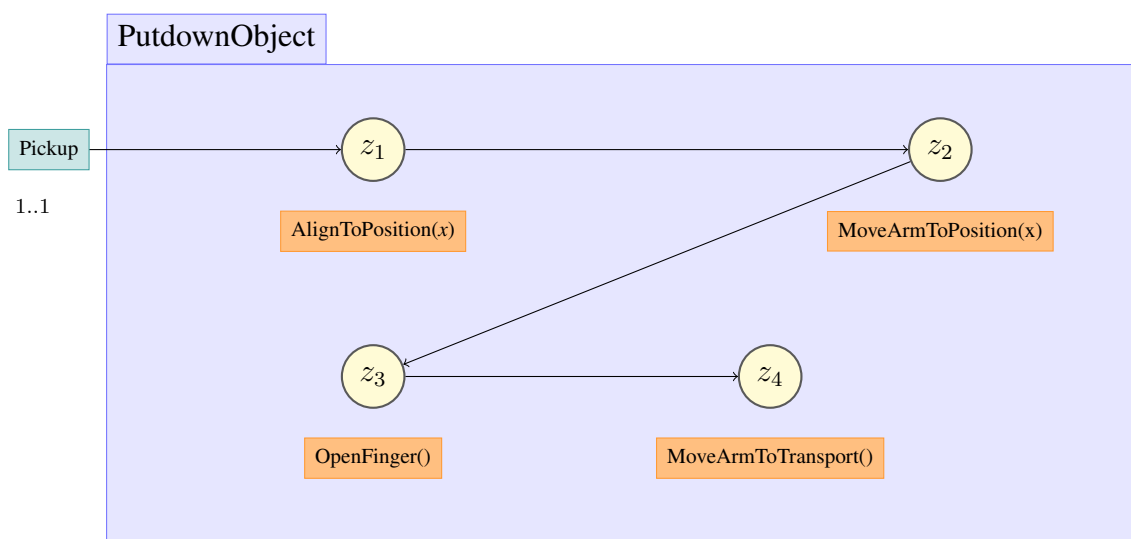 PutdownObject
Pickup
z1
z2
1..1
AlignToPosition(x)
MoveArmToPosition(x)
z3
z4
OpenFinger()
MoveArmToTransport()